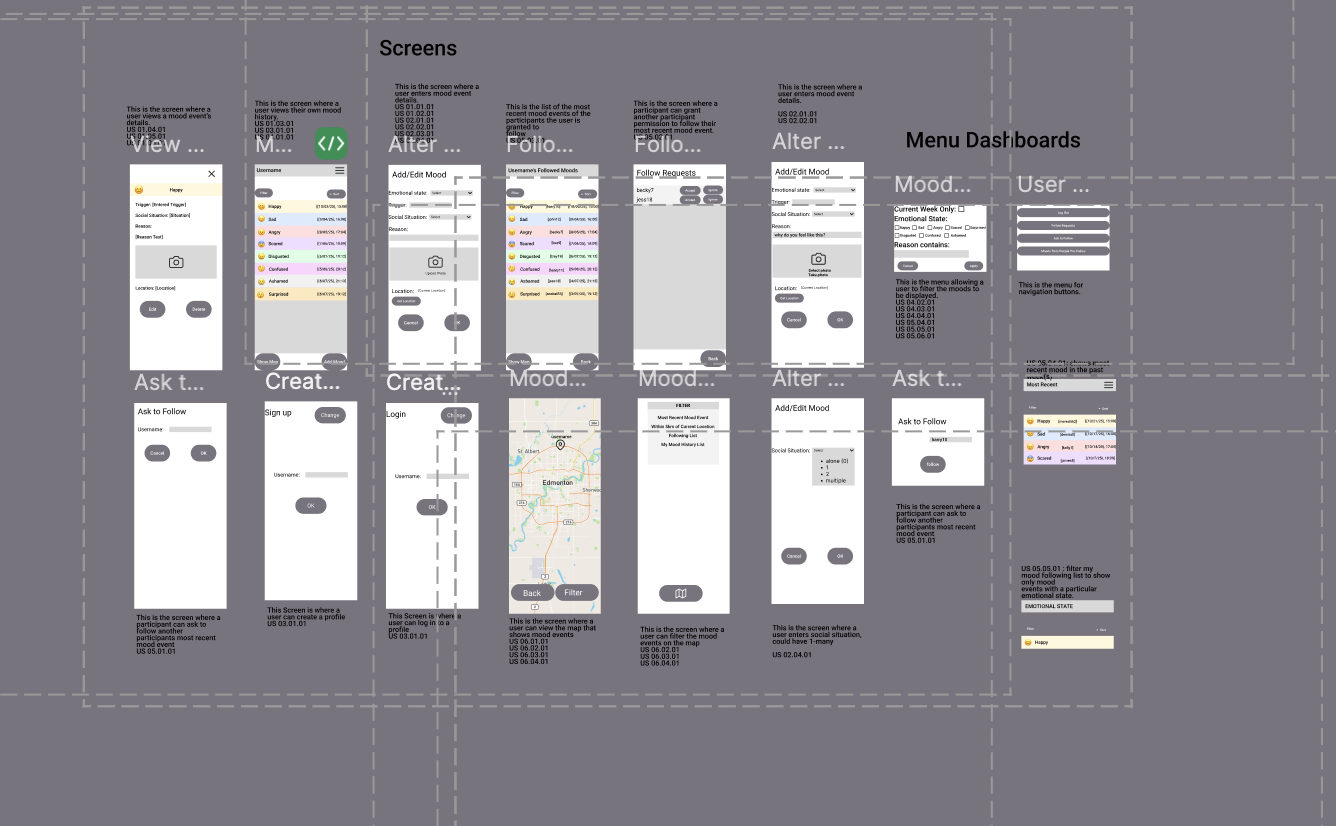 Screens
This is the screen where a
user views a mood event's
details.
US 01.04.01
View ...
Happy
Trigger: [Entered Trigger]
Social Situation: [Situation]
Reason:
[Reason Text]
Location: [Location]
Edit
Delete
This is the screen where a
user views their own mood
history.
US 01.03.01
US 03.01.01
M...
Username
Filter
Happy
Sad
Angry
Scared
Disgusted
Confused
Ashamed
Surprised
Show Map
Add Mood
This is the screen where a
user enters mood event
details.
US 01.01.01
US 01.02.01
US 02.01.01
US 02.02.01
US 02.03.01
Alter ...
Add/Edit Mood
Emotional state:
Select
Trigger:
Social Situation:
Select
Reason:
Upload Photo
Location:
[Current Location]
Get Location
Cancel
OK
This is the list of the most
recent mood events of the
participants the user is
granted to
follow
Follo...
Username's Followed Moods
Filter
Happy
Sad
Angry
Scared
Disgusted
Confused
Ashamed
Surprised
Show Map
Back
This is the screen where a
participant can grant
another participant
permission to follow their
most recent mood event.
US 05.02.01
Follo...
Follow Requests
becky7
Accept
Ignore
jess18
Accept
Ignore
Back
This is the screen where a
user enters mood event
details.
US 02.01.01
US 02.02.01
Alter ...
Add/Edit Mood
Emotional state:
Select
Trigger:
Social Situation:
Select
Reason:
why do you feel like this?
Select photo
Take photo
Location:
[Current Location]
Get Location
Cancel
OK
Menu Dashboards
Mood...
Current Week Only:
Emotional State:
Happy Sad Angry Scared Surprised
Disgusted Confused Ashamed
Reason contains:
Cancel
Apply
This is the menu allowing a
user to filter the moods to
be displayed.
US 04.02.01
US 04.03.01
US 04.04.01
US 05.04.01
US 05.05.01
US 05.06.01
User ...
Log Out
Follow Requests
Ask to Follow
This is the menu for
navigation buttons.
Ask t...
Ask to Follow
Username:
Cancel
OK
This is the screen where a
participant can ask to
follow another
participants most recent
mood event
US 05.01.01
Creat...
Sign up
Change
Username:
OK
This Screen is where a
user can create a profile
US 03.01.01
Creat...
Login
Change
Username:
OK
This Screen is where a
user can log in to a
profile
US 03.01.01
Mood...
username
St. Albert
Edmonton
Sherwoo
Back
Filter
This is the screen where a
user can view the map that
shows mood events
US 06.01.01
US 06.02.01
US 06.03.01
US 06.04.01
Mood...
FILTER
Most Recent Mood Event
Within 5km of Current Location
Following List
My Mood History List
This is the screen where a
user can filter the mood
events on the map
US 06.02.01
US 06.03.01
US 06.04.01
Alter ...
Add/Edit Mood
Social Situation:
Select
alone (0)
1
2
multiple
Cancel
OK
This is the screen where a
user enters social situation,
could have 1-many
US 02.04.01
Ask t...
Ask to Follow
follow
This is the screen where a
participant can ask to
follow another
participants most recent
mood event
US 05.01.01
US 05.04.01: shows most
recent mood in the past
Most Recent
Filter
Happy
Sad
Angry
Scared
US 05.05.01 : filter my
mood following list to show
only mood
events with a particular
emotional state.
EMOTIONAL STATE
Filter
Happy